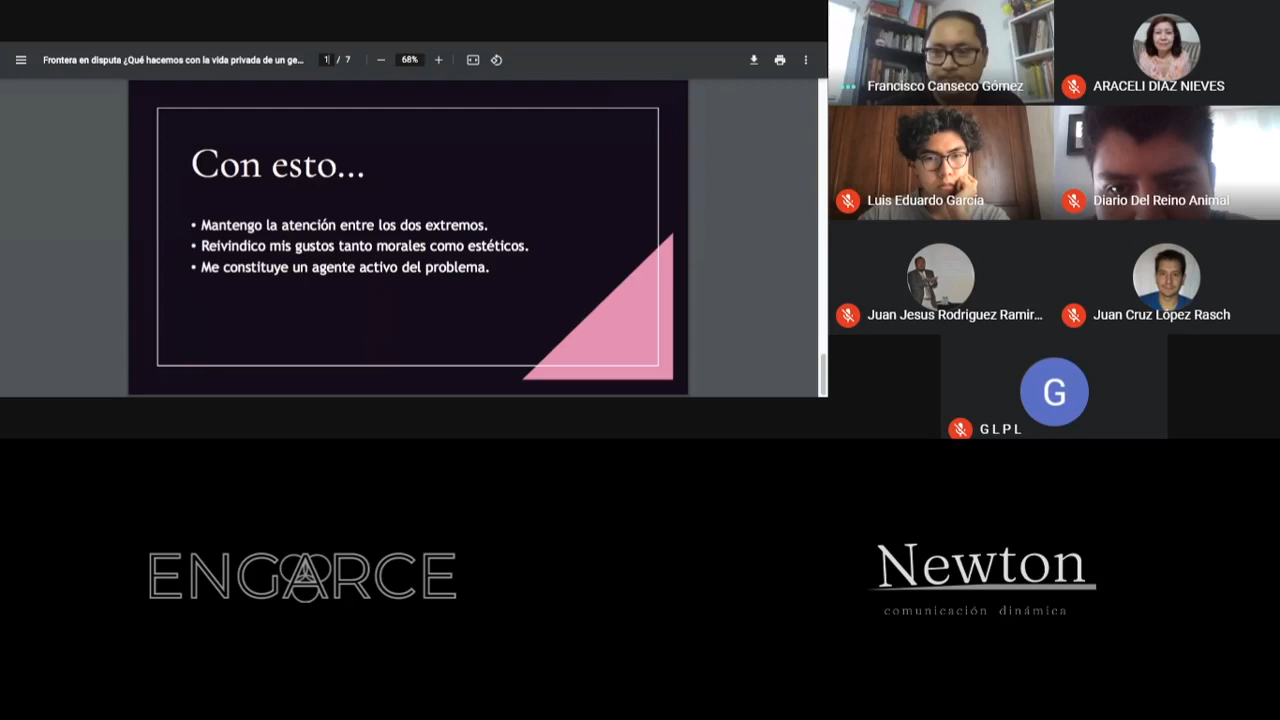 Frontera en disputa ¿Qué hacemos con la vida privada de un ge...
1 / 7
68%
Con esto...
• Mantengo la atención entre los dos extremos.
• Reivindico mis gustos tanto morales como estéticos.
• Me constituye un agente activo del problema.
Francisco Canseco Gómez
ARACELI DIAZ NIEVES
Luis Eduardo García
Diario Del Reino Animal
Juan Jesus Rodriguez Ramir...
Juan Cruz López Rasch
G
G L P L
ENGARCE
Newton
comunicación dinámica